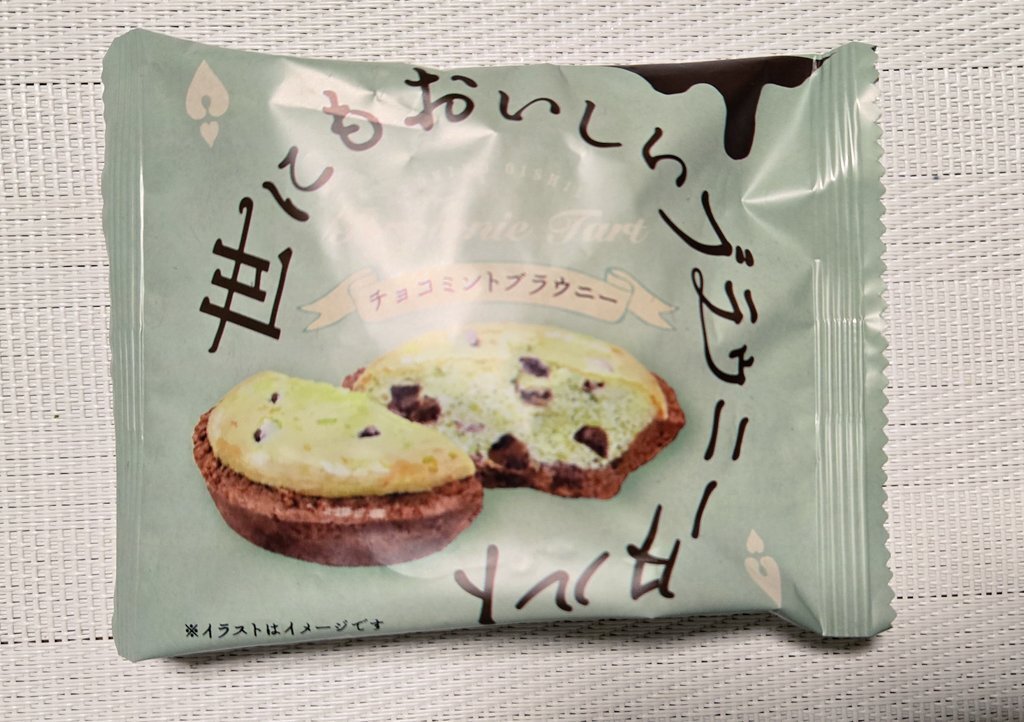 世にもおいしいブラウニータルト
Tart
チョコミントブラウニー
※イラストはイメージです